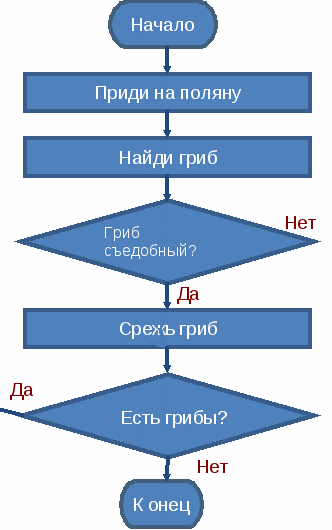 Начало
Приди на поляну
Найди гриб
Гриб
съедобный?
Нет
Да
Срежь гриб
Да
Есть грибы?
Нет
К онец